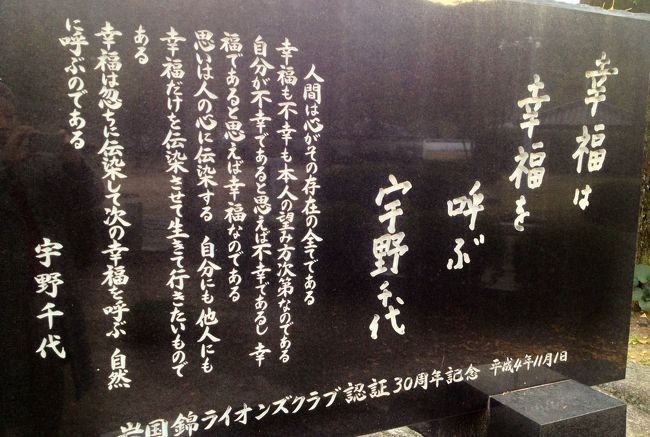 幸福は
幸福を
呼ぶ
宇野千代
人間は心がその存在の全てである
幸福も不幸も本人の望み方次第なのである
自分が不幸であると思えば不幸であるし 幸
福であると思えば幸福なのである
思いは人の心に伝染する 自分にも他人にも
幸福だけを伝染させて生きて行きたいもので
ある
幸福は忽ちに伝染して次の幸福を呼ぶ 自然
に呼ぶのである
宇野千代
岩国錦ライオンズクラブ認証30周年記念 平成4年11月1日